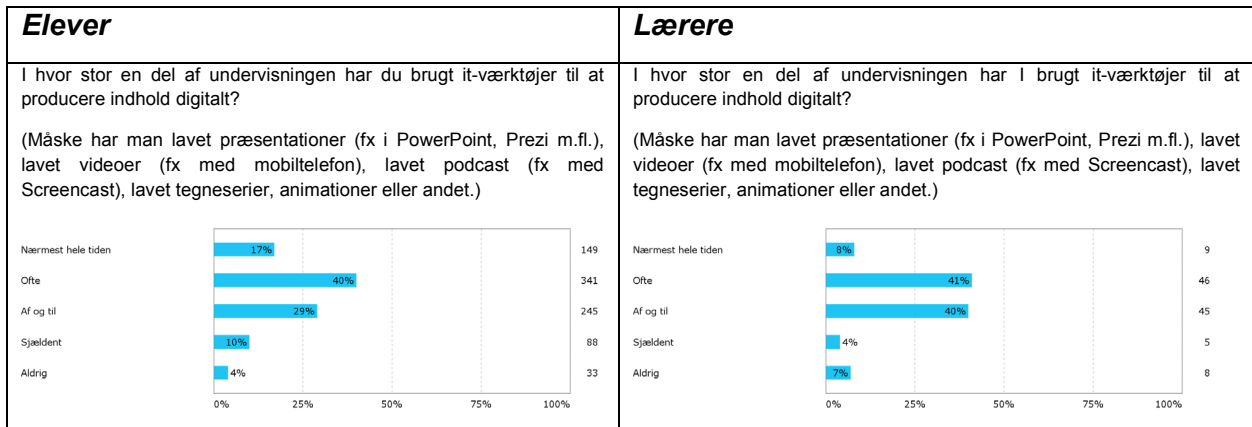 Elever
I hvor stor en del af undervisningen har du brugt it-værktøjer til at
producere indhold digitalt?
(Måske har man lavet præsentationer (fx i PowerPoint, Prezi m.fl.),
lavet videoer (fx med mobiltelefon), lavet podcast (fx med
Screencast), lavet tegneserier, animationer eller andet.)
Nærmest hele tiden 17% 149
Ofte 40% 341
Af og til 29% 245
Sjældent 10% 88
Aldrig 4% 33
0% 25% 50% 75% 100%
Lærere
I hvor stor en del af undervisningen har I brugt it-værktøjer til at
producere indhold digitalt?
(Måske har man lavet præsentationer (fx i PowerPoint, Prezi m.fl.), lavet
videoer (fx med mobiltelefon), lavet podcast (fx med Screencast), lavet
tegneserier, animationer eller andet.)
Nærmest hele tiden 8% 9
Ofte 41% 46
Af og til 40% 45
Sjældent 4% 5
Aldrig 7% 8
0% 25% 50% 75% 100%